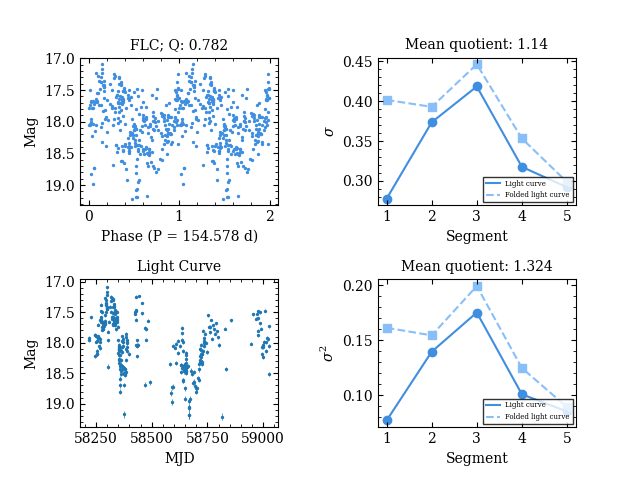 FLC; Q: 0.782
17.0
17.5
18.0
18.5
19.0
Mag
0 1 2
Phase (P = 154.578 d)
Mean quotient: 1.14
0.45
0.40
0.35
0.30
σ
1 2 3 4 5
Segment
Light curve
Folded light curve
Light Curve
17.0
17.5
18.0
18.5
19.0
Mag
58250 58500 58750 59000
MJD
Mean quotient: 1.324
0.20
0.15
0.10
σ²
1 2 3 4 5
Segment
Light curve
Folded light curve